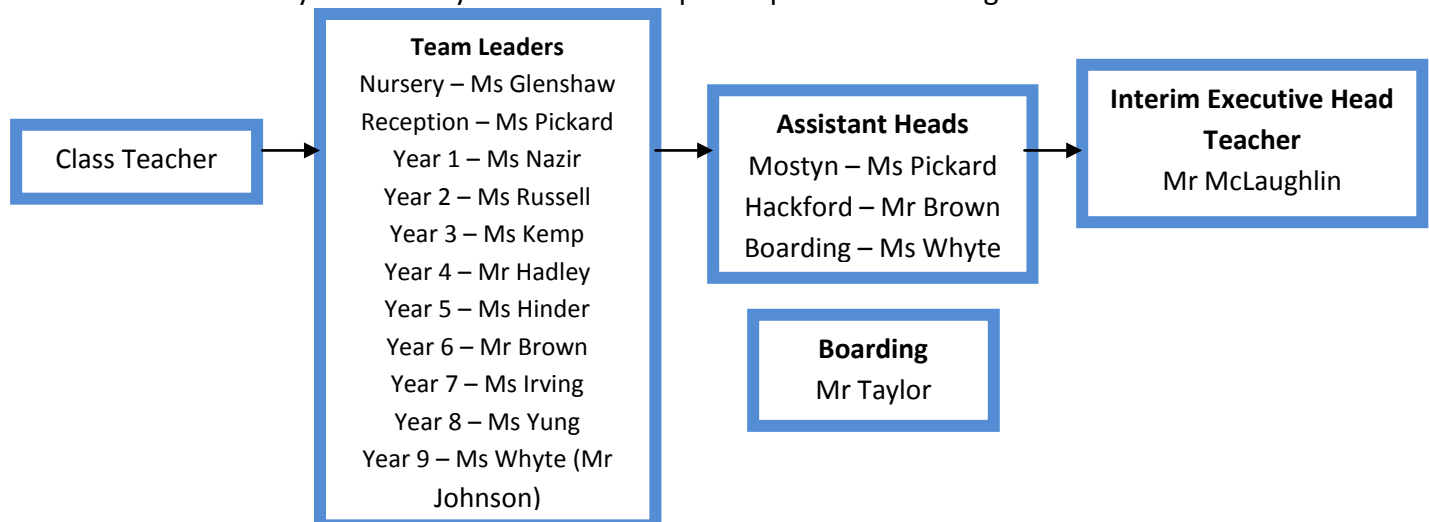 Class Teacher
Team Leaders
Nursery – Ms Glenshaw
Reception – Ms Pickard
Year 1 – Ms Nazir
Year 2 – Ms Russell
Year 3 – Ms Kemp
Year 4 – Mr Hadley
Year 5 – Ms Hinder
Year 6 – Mr Brown
Year 7 – Ms Irving
Year 8 – Ms Yung
Year 9 – Ms Whyte (Mr
Johnson)
Assistant Heads
Mostyn – Ms Pickard
Hackford – Mr Brown
Boarding – Ms Whyte
Boarding
Mr Taylor
Interim Executive Head
Teacher
Mr McLaughlin